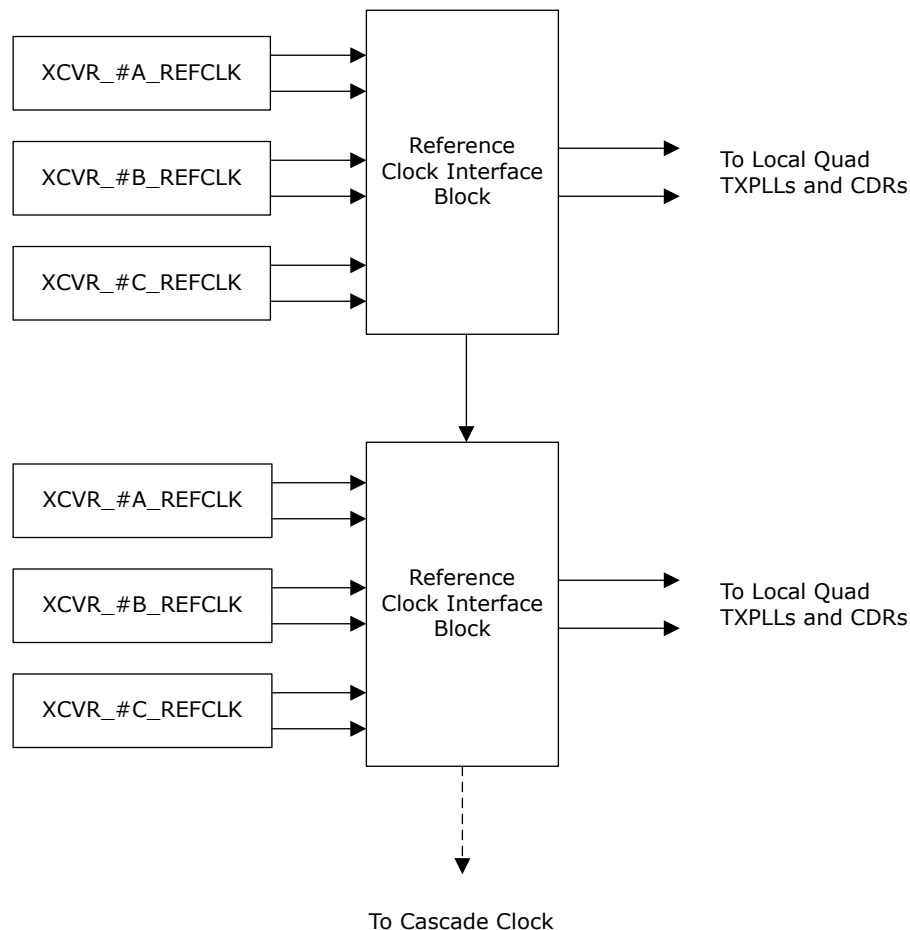 XCVR_#A_REFCLK
XCVR_#B_REFCLK
XCVR_#C_REFCLK
Reference
Clock Interface
Block
To Local Quad
TXPLLs and CDRs
XCVR_#A_REFCLK
XCVR_#B_REFCLK
XCVR_#C_REFCLK
Reference
Clock Interface
Block
To Local Quad
TXPLLs and CDRs
To Cascade Clock